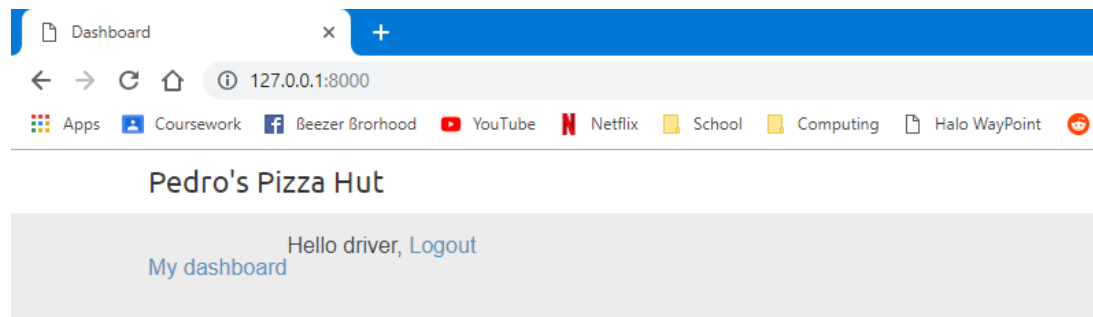 Dashboard
127.0.0.1:8000
Apps Coursework ßeezer ßrorhood YouTube Netflix School Computing Halo WayPoint
Pedro's Pizza Hut
Hello driver, Logout
My dashboard